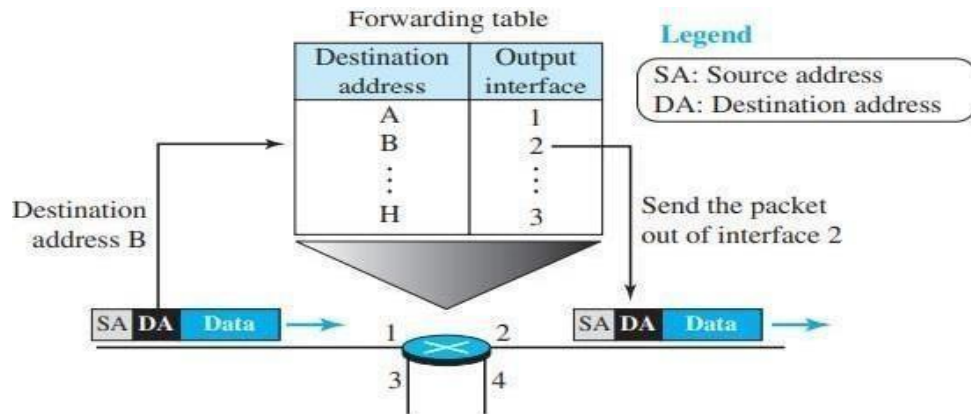 Forwarding table
Legend
Destination address
Output interface
SA: Source address
DA: Destination address
A 1
B 2
⋮ ⋮
H 3
Destination address B
Send the packet out of interface 2
SA DA Data
SA DA Data
1 2
3 4